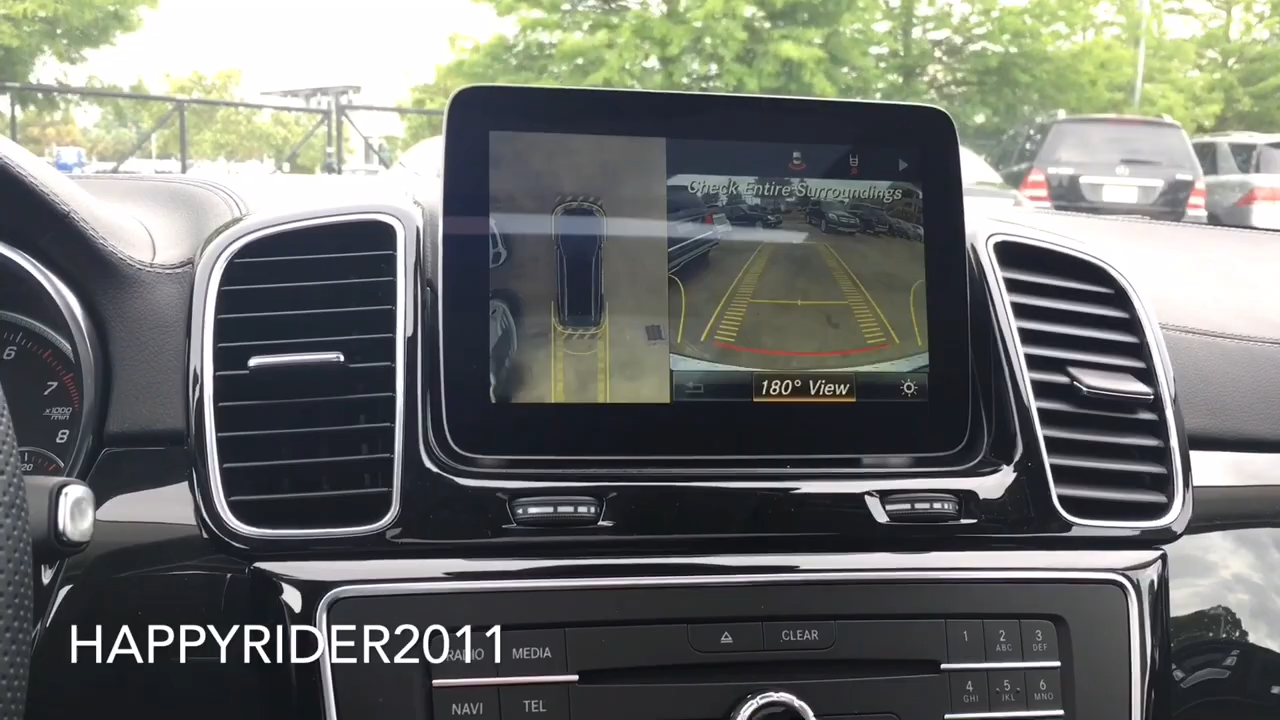 Check Entire Surroundings
180° View
6
7
x1000
min
8
20
HAPPYRIDER2011
RADIO
MEDIA
CLEAR
1
2
ABC
3
DEF
NAVI
TEL
4
GHI
5
JKL
6
MNO